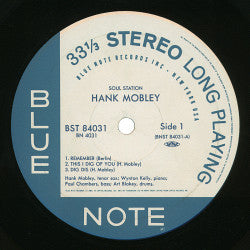 33 1/3 STEREO LONG PLAYING
BLUE NOTE RECORDS INC · NEW YORK USA
SOUL STATION
HANK MOBLEY
BST 84031
BN 4031
Side 1
(BNST 84031-A)
1. REMEMBER (Berlin)
2. THIS I DIG OF YOU (H. Mobley)
3. DIG DIS (H. Mobley)
Hank Mobley, tenor sax; Wynton Kelly, piano;
Paul Chambers, bass; Art Blakey, drums.
BLUE
NOTE